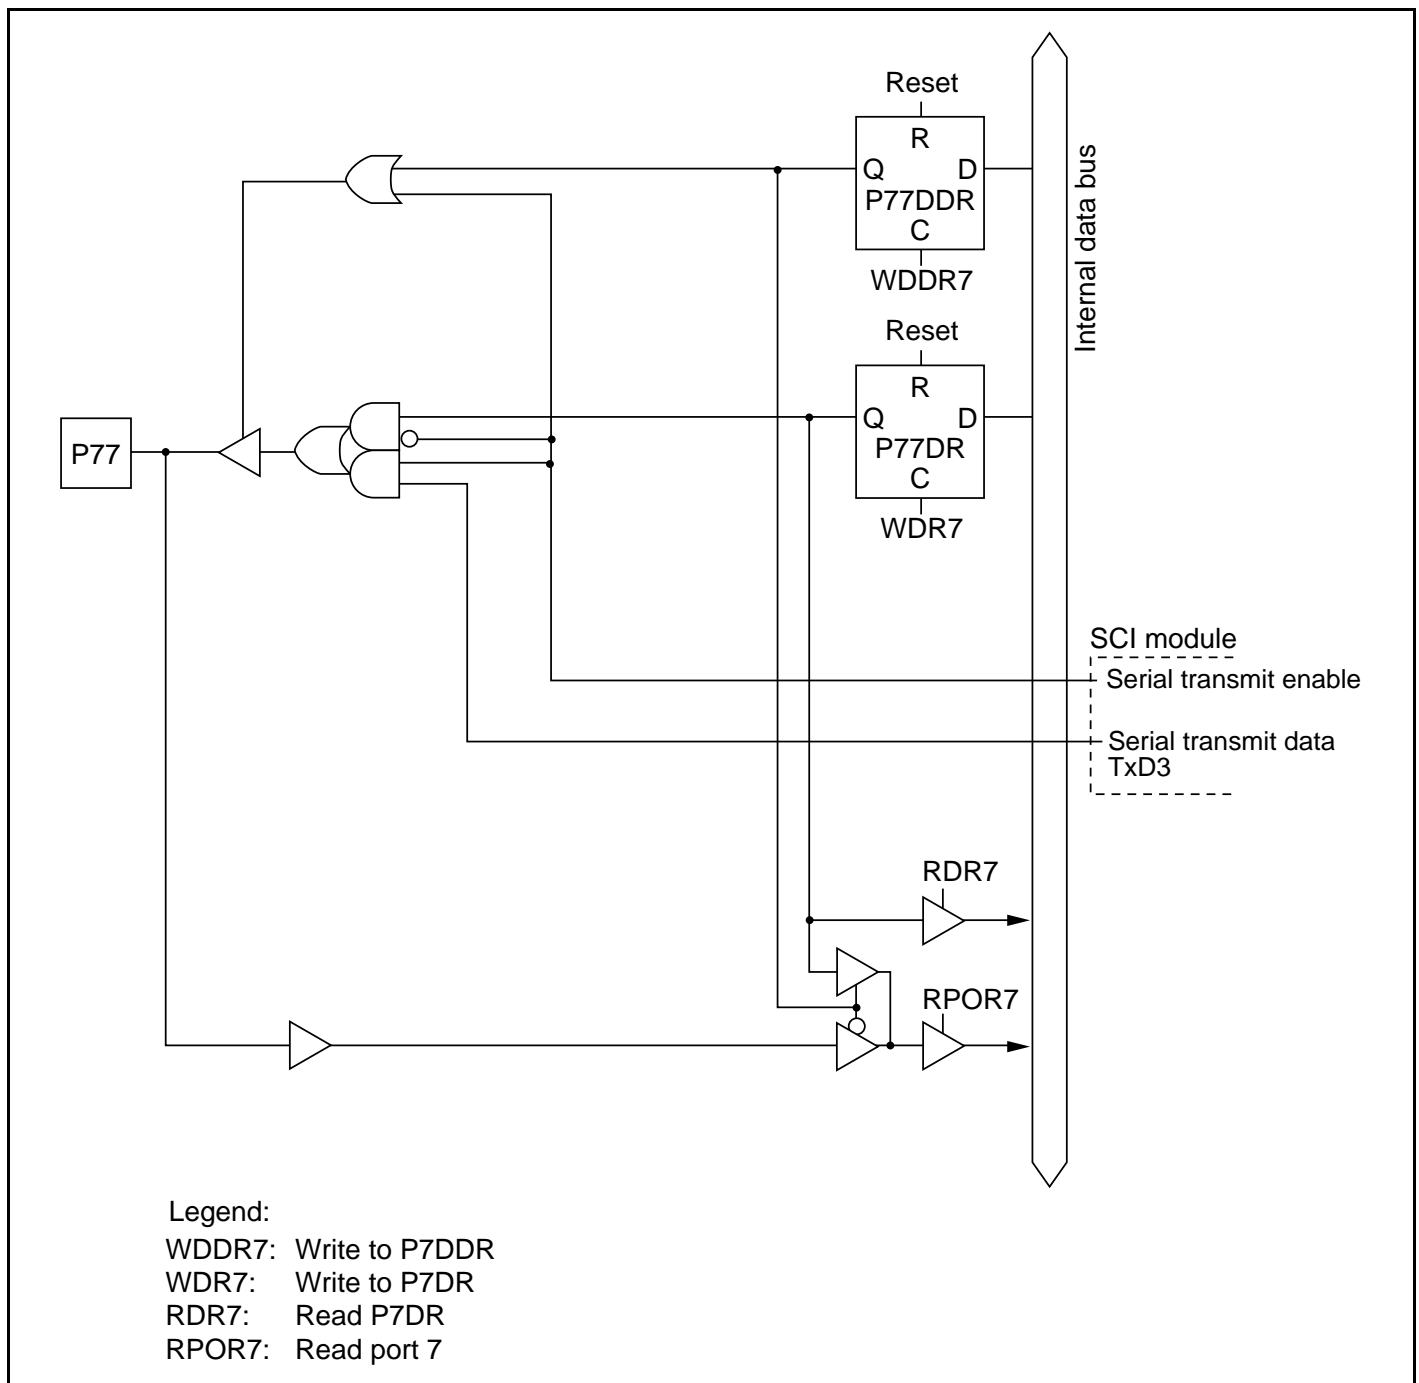 Reset
R
Q
D
P77DDR
C
WDDR7
Internal data bus
Reset
R
Q
D
P77DR
C
WDR7
P77
SCI module
Serial transmit enable
Serial transmit data
TxD3
RDR7
RPOR7
Legend:
WDDR7: Write to P7DDR
WDR7: Write to P7DR
RDR7: Read P7DR
RPOR7: Read port 7